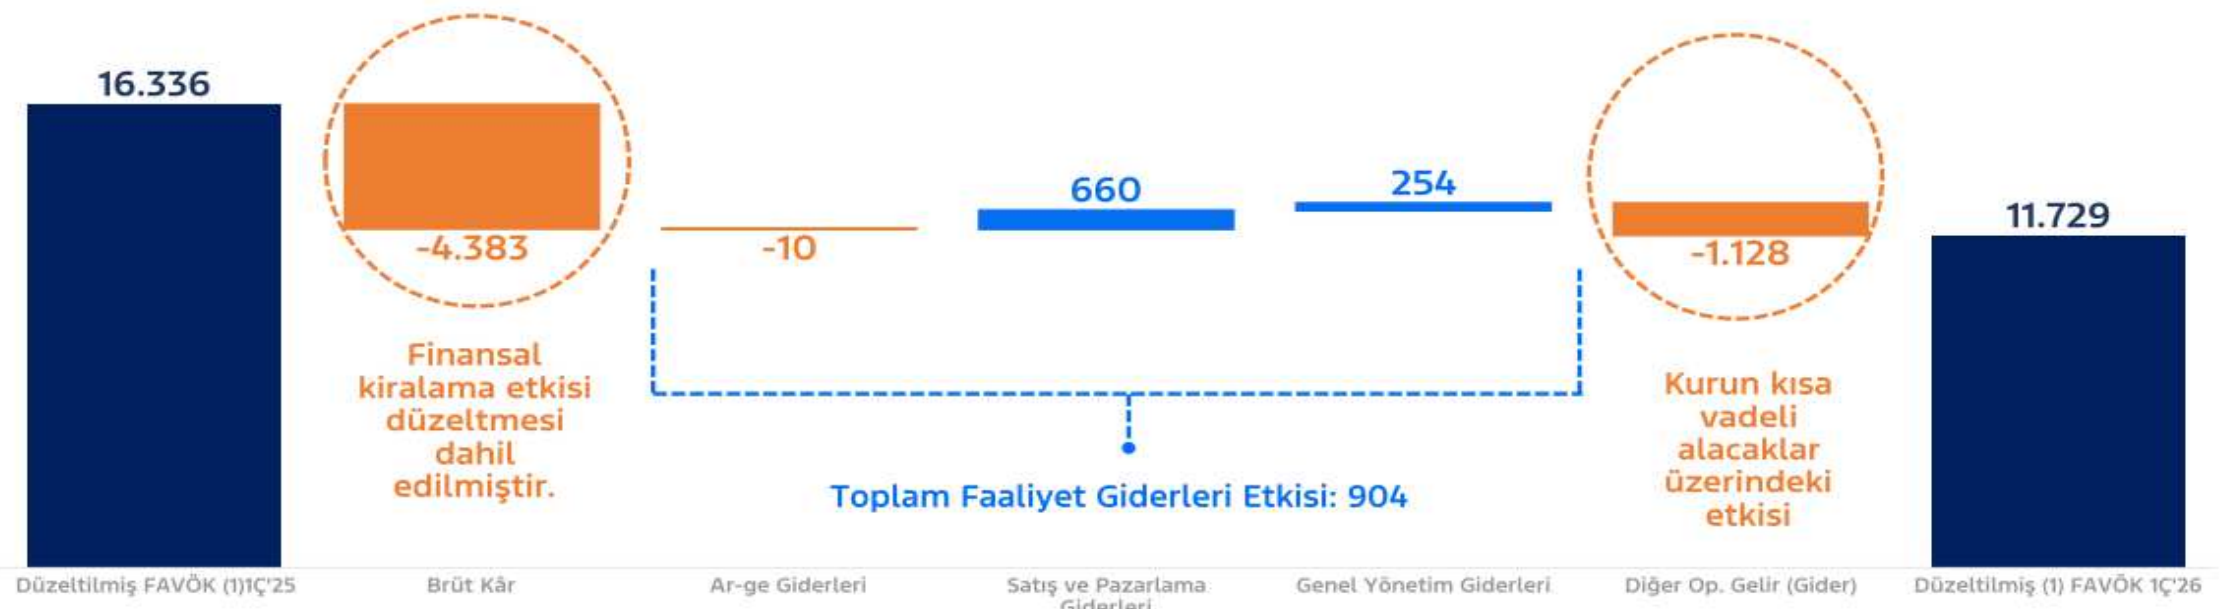 16.336
-4.383
-10
660
254
-1.128
11.729
Finansal
kiralama etkisi
düzeltmesi
dahil
edilmiştir.
Toplam Faaliyet Giderleri Etkisi: 904
Kurun kısa
vadeli
alacaklar
üzerindeki
etkisi
Düzeltilmiş FAVÖK (1)1Ç'25
Brüt Kâr
Ar-ge Giderleri
Satış ve Pazarlama
Giderleri
Genel Yönetim Giderleri
Diğer Op. Gelir (Gider)
Düzeltilmiş (1) FAVÖK 1Ç'26